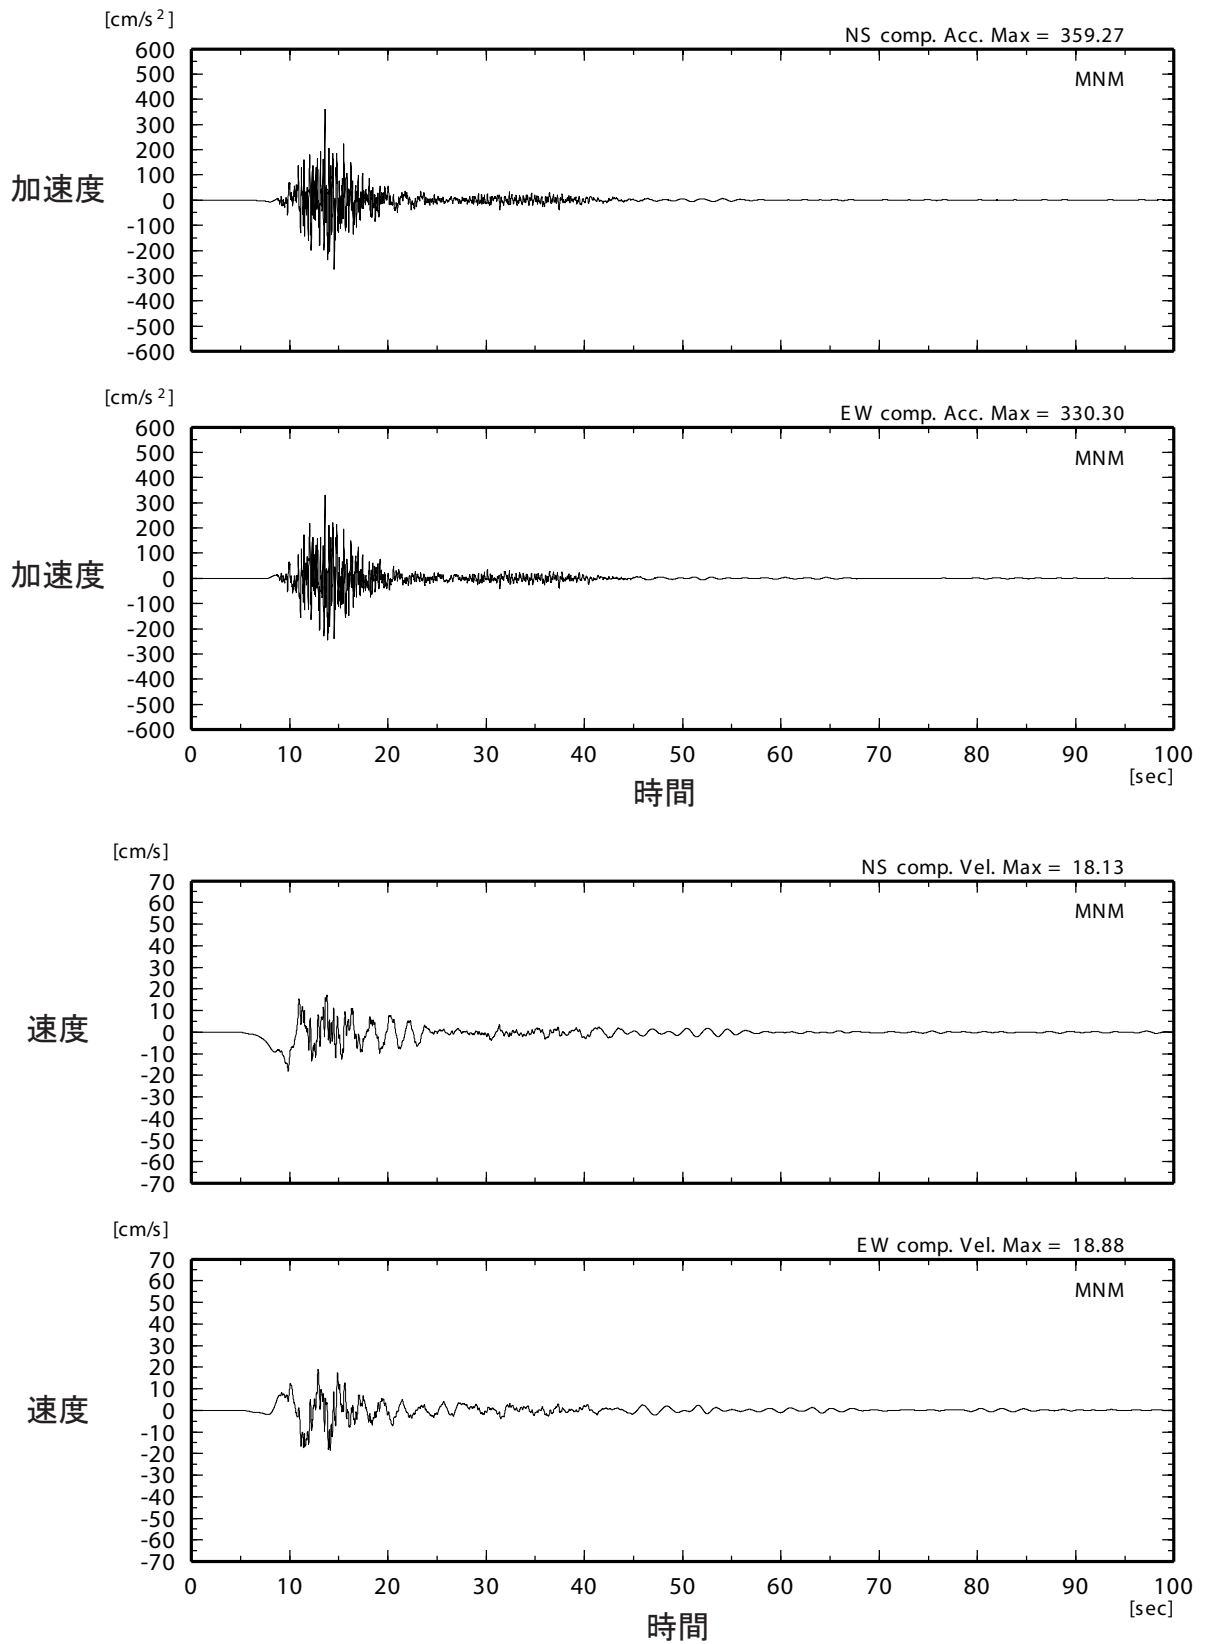 [cm/s 2 ]
NS comp. Acc. Max = 359.27
600
MNM
500
400
300
200
100
加速度
0
-100
-200
-300
-400
-500
-600
[cm/s 2 ]
EW comp. Acc. Max = 330.30
600
MNM
500
400
300
200
100
加速度
0
-100
-200
-300
-400
-500
-600
0 10 20 30 40 50 60 70 80 90 100
[sec]
時間
[cm/s]
NS comp. Vel. Max = 18.13
70
60
MNM
50
40
30
20
10
速度
0
-10
-20
-30
-40
-50
-60
-70
[cm/s]
EW comp. Vel. Max = 18.88
70
60
MNM
50
40
30
20
10
速度
0
-10
-20
-30
-40
-50
-60
-70
0 10 20 30 40 50 60 70 80 90 100
[sec]
時間